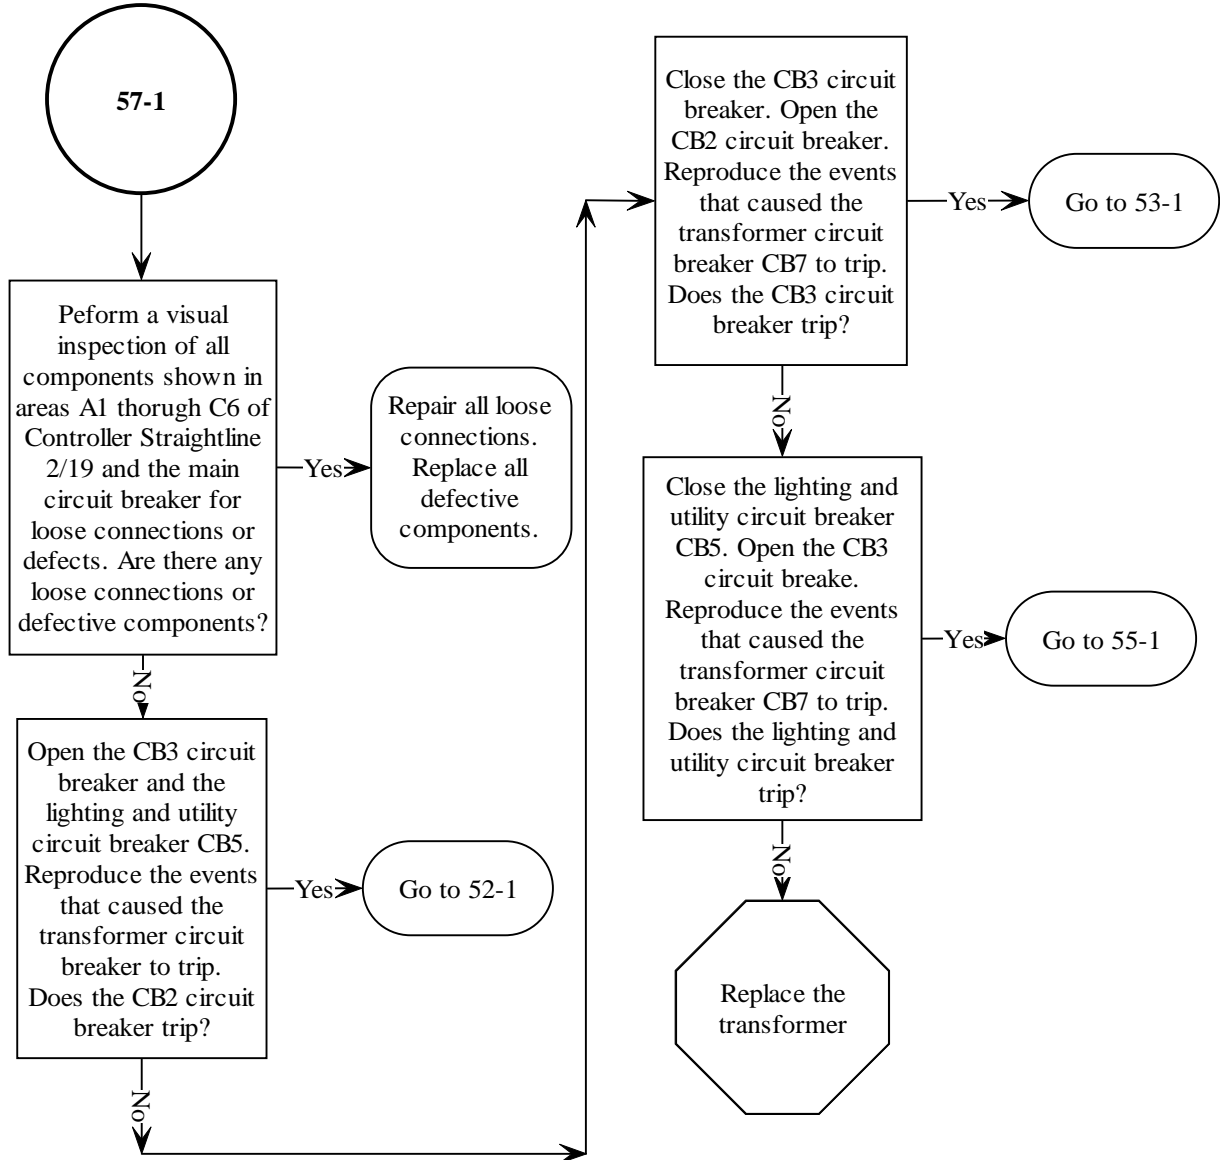 57-1
Peform a visual
inspection of all
components shown in
areas A1 thorugh C6 of
Controller Straightline
2/19 and the main
circuit breaker for
loose connections or
defects. Are there any
loose connections or
defective components?
Yes
Repair all loose
connections.
Replace all
defective
components.
No
Open the CB3 circuit
breaker and the
lighting and utility
circuit breaker CB5.
Reproduce the events
that caused the
transformer circuit
breaker to trip.
Does the CB2 circuit
breaker trip?
Yes
Go to 52-1
No
Close the CB3 circuit
breaker. Open the
CB2 circuit breaker.
Reproduce the events
that caused the
transformer circuit
breaker CB7 to trip.
Does the CB3 circuit
breaker trip?
Yes
Go to 53-1
No
Close the lighting and
utility circuit breaker
CB5. Open the CB3
circuit breake.
Reproduce the events
that caused the
transformer circuit
breaker CB7 to trip.
Does the lighting and
utility circuit breaker
trip?
Yes
Go to 55-1
No
Replace the
transformer